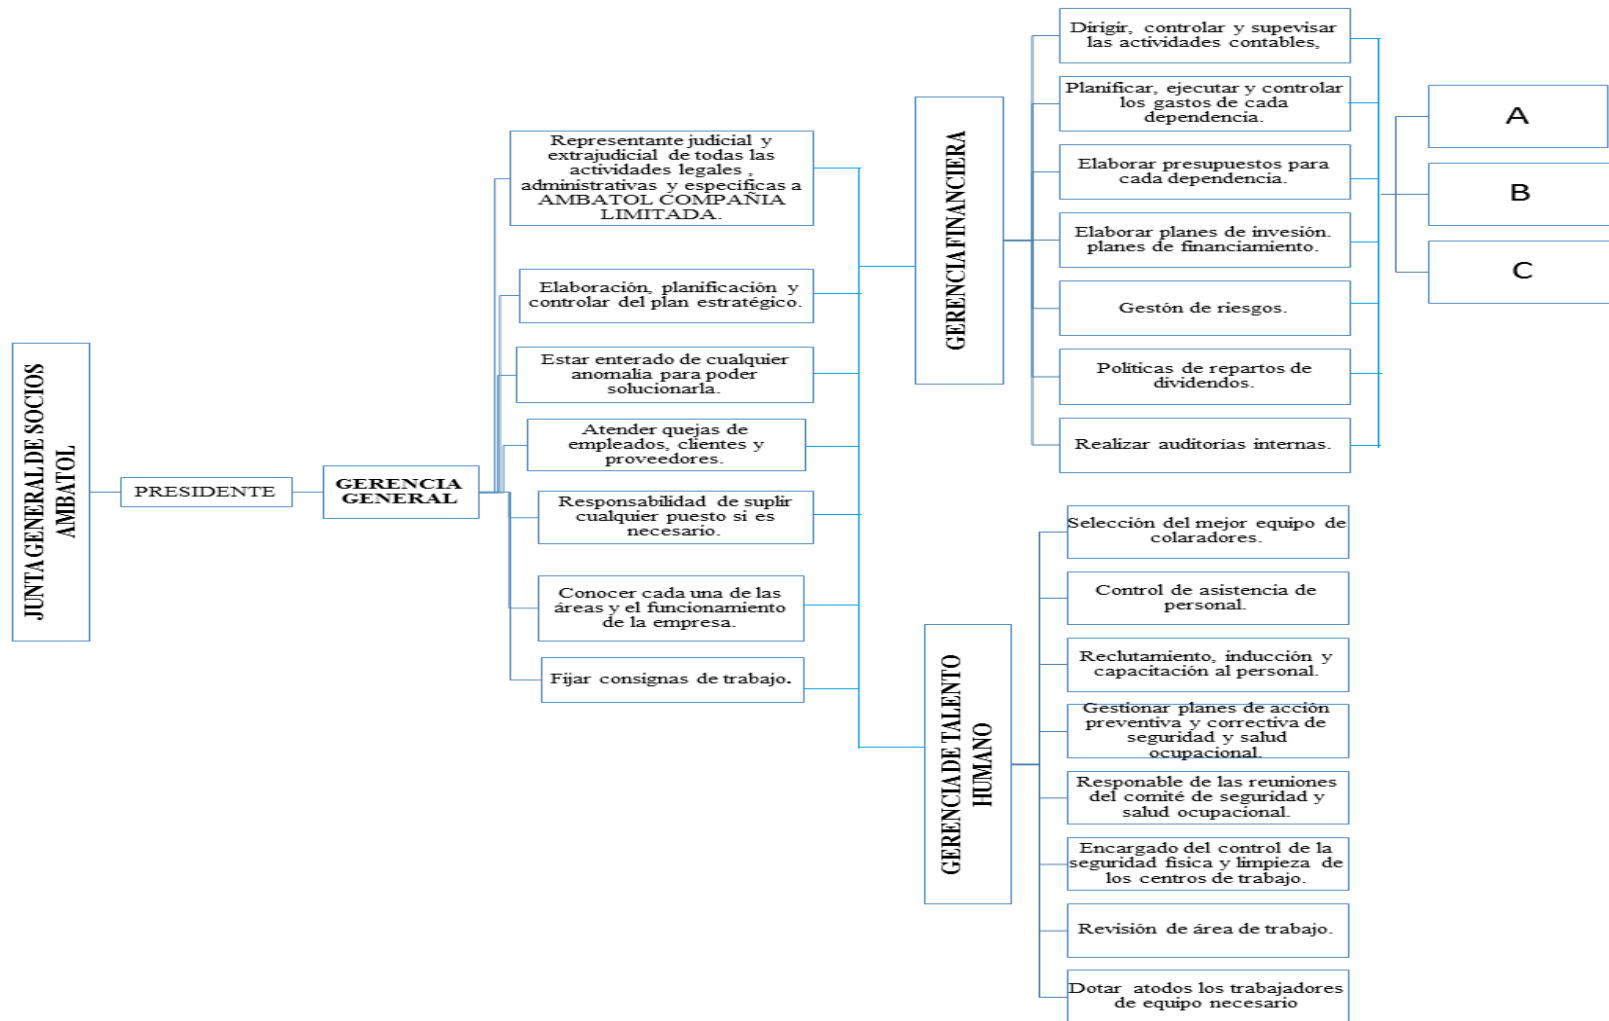 JUNTA GENERAL DE SOCIOS
AMBATOL
PRESIDENTE
GERENCIA
GENERAL
Representante judicial y
extrajudicial de todas las
actividades legales ,
administrativas y especificas a
AMBATOL COMPAÑIA
LIMITADA.
Elaboración, planificación y
controlar del plan estratégico.
Estar enterado de cualquier
anomalia para poder
solucionarla.
Atender quejas de
empleados, clientes y
proveedores.
Responsabilidad de suplir
cualquier puesto si es
necesario.
Conocer cada una de las
áreas y el funcionamiento
de la empresa.
Fijar consignas de trabajo.
GERENCIA FINANCIERA
Dirigir, controlar y supevisar
las actividades contables,
Planificar, ejecutar y controlar
los gastos de cada
dependencia.
Elaborar presupuestos para
cada dependencia.
Elaborar planes de invesión.
planes de financiamiento.
Gestón de riesgos.
Políticas de repartos de
dividendos.
Realizar auditorias internas.
A
B
C
GERENCIA DE TALENTO
HUMANO
Selección del mejor equipo de
colaradores.
Control de asistencia de
personal.
Reclutamiento, inducción y
capacitación al personal.
Gestionar planes de acción
preventiva y correctiva de
seguridad y salud
ocupacional.
Responable de las reuniones
del comité de seguridad y
salud ocupacional.
Encargado del control de la
seguridad fisica y limpieza de
los centros de trabajo.
Revisión de área de trabajo.
Dotar atodos los trabajadores
de equipo necesario